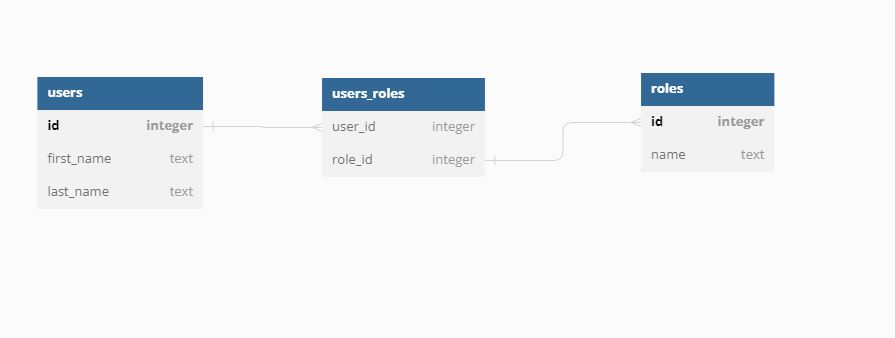 users
id integer
first_name text
last_name text
users_roles
user_id integer
role_id integer
roles
id integer
name text